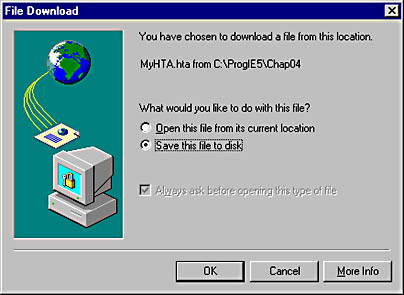 File Download
You have chosen to download a file from this location.
MyHTA.hta from C:\ProgIE5\Chap04
What would you like to do with this file?
Open this file from its current location
Save this file to disk
Always ask before opening this type of file
OK
Cancel
More Info